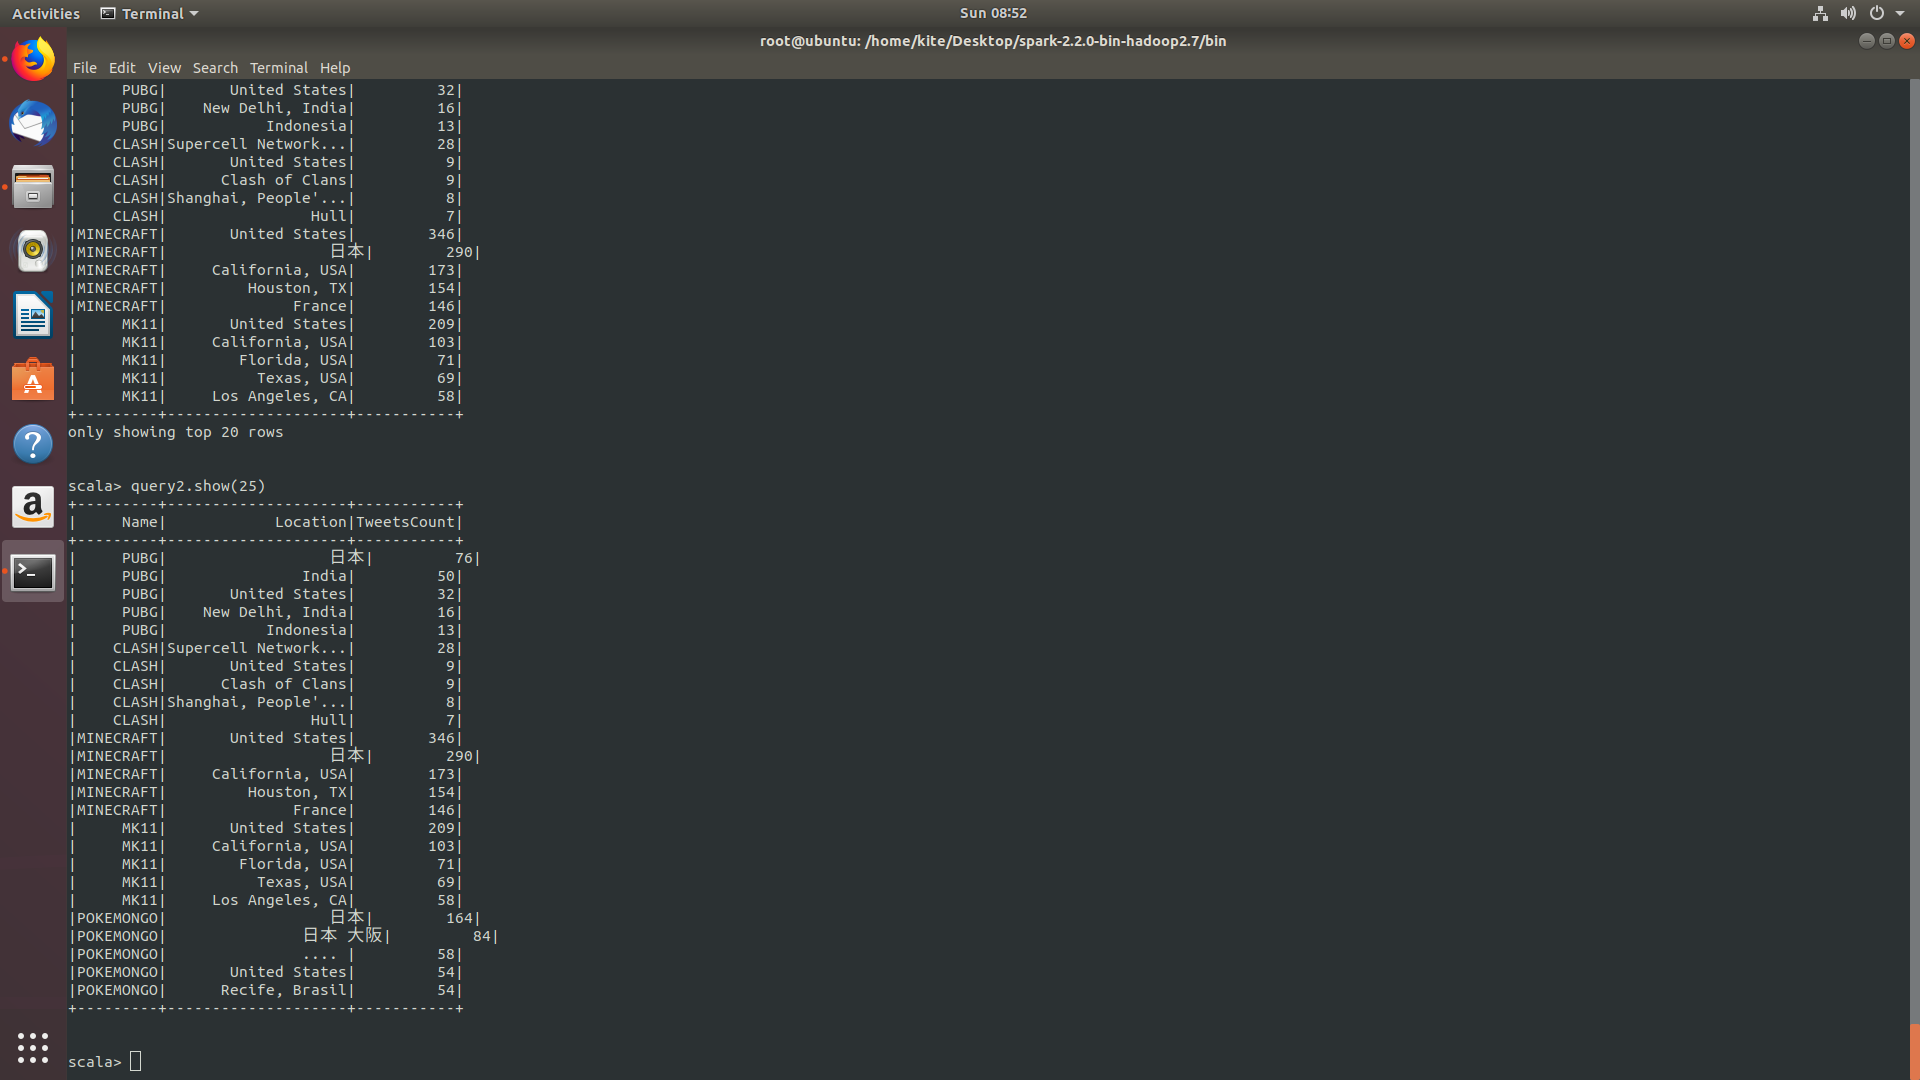 Activities Terminal Sun 08:52
root@ubuntu: /home/kite/Desktop/spark-2.2.0-bin-hadoop2.7/bin
File Edit View Search Terminal Help
|     PUBG|       United States|         32|
|     PUBG|    New Delhi, India|         16|
|     PUBG|           Indonesia|         13|
|    CLASH|Supercell Network...|         28|
|    CLASH|       United States|          9|
|    CLASH|      Clash of Clans|          9|
|    CLASH|Shanghai, People'...|          8|
|    CLASH|                Hull|          7|
|MINECRAFT|       United States|        346|
|MINECRAFT|                  日本|        290|
|MINECRAFT|     California, USA|        173|
|MINECRAFT|         Houston, TX|        154|
|MINECRAFT|              France|        146|
|     MK11|       United States|        209|
|     MK11|     California, USA|        103|
|     MK11|        Florida, USA|         71|
|     MK11|          Texas, USA|         69|
|     MK11|     Los Angeles, CA|         58|
+---------+--------------------+-----------+
only showing top 20 rows
scala> query2.show(25)
+---------+--------------------+-----------+
|     Name|            Location|TweetsCount|
+---------+--------------------+-----------+
|     PUBG|                  日本|         76|
|     PUBG|               India|         50|
|     PUBG|       United States|         32|
|     PUBG|    New Delhi, India|         16|
|     PUBG|           Indonesia|         13|
|    CLASH|Supercell Network...|         28|
|    CLASH|       United States|          9|
|    CLASH|      Clash of Clans|          9|
|    CLASH|Shanghai, People'...|          8|
|    CLASH|                Hull|          7|
|MINECRAFT|       United States|        346|
|MINECRAFT|                  日本|        290|
|MINECRAFT|     California, USA|        173|
|MINECRAFT|         Houston, TX|        154|
|MINECRAFT|              France|        146|
|     MK11|       United States|        209|
|     MK11|     California, USA|        103|
|     MK11|        Florida, USA|         71|
|     MK11|          Texas, USA|         69|
|     MK11|     Los Angeles, CA|         58|
|POKEMONGO|                  日本|        164|
|POKEMONGO|               日本 大阪|         84|
|POKEMONGO|               .... |         58|
|POKEMONGO|       United States|         54|
|POKEMONGO|      Recife, Brasil|         54|
+---------+--------------------+-----------+
scala>